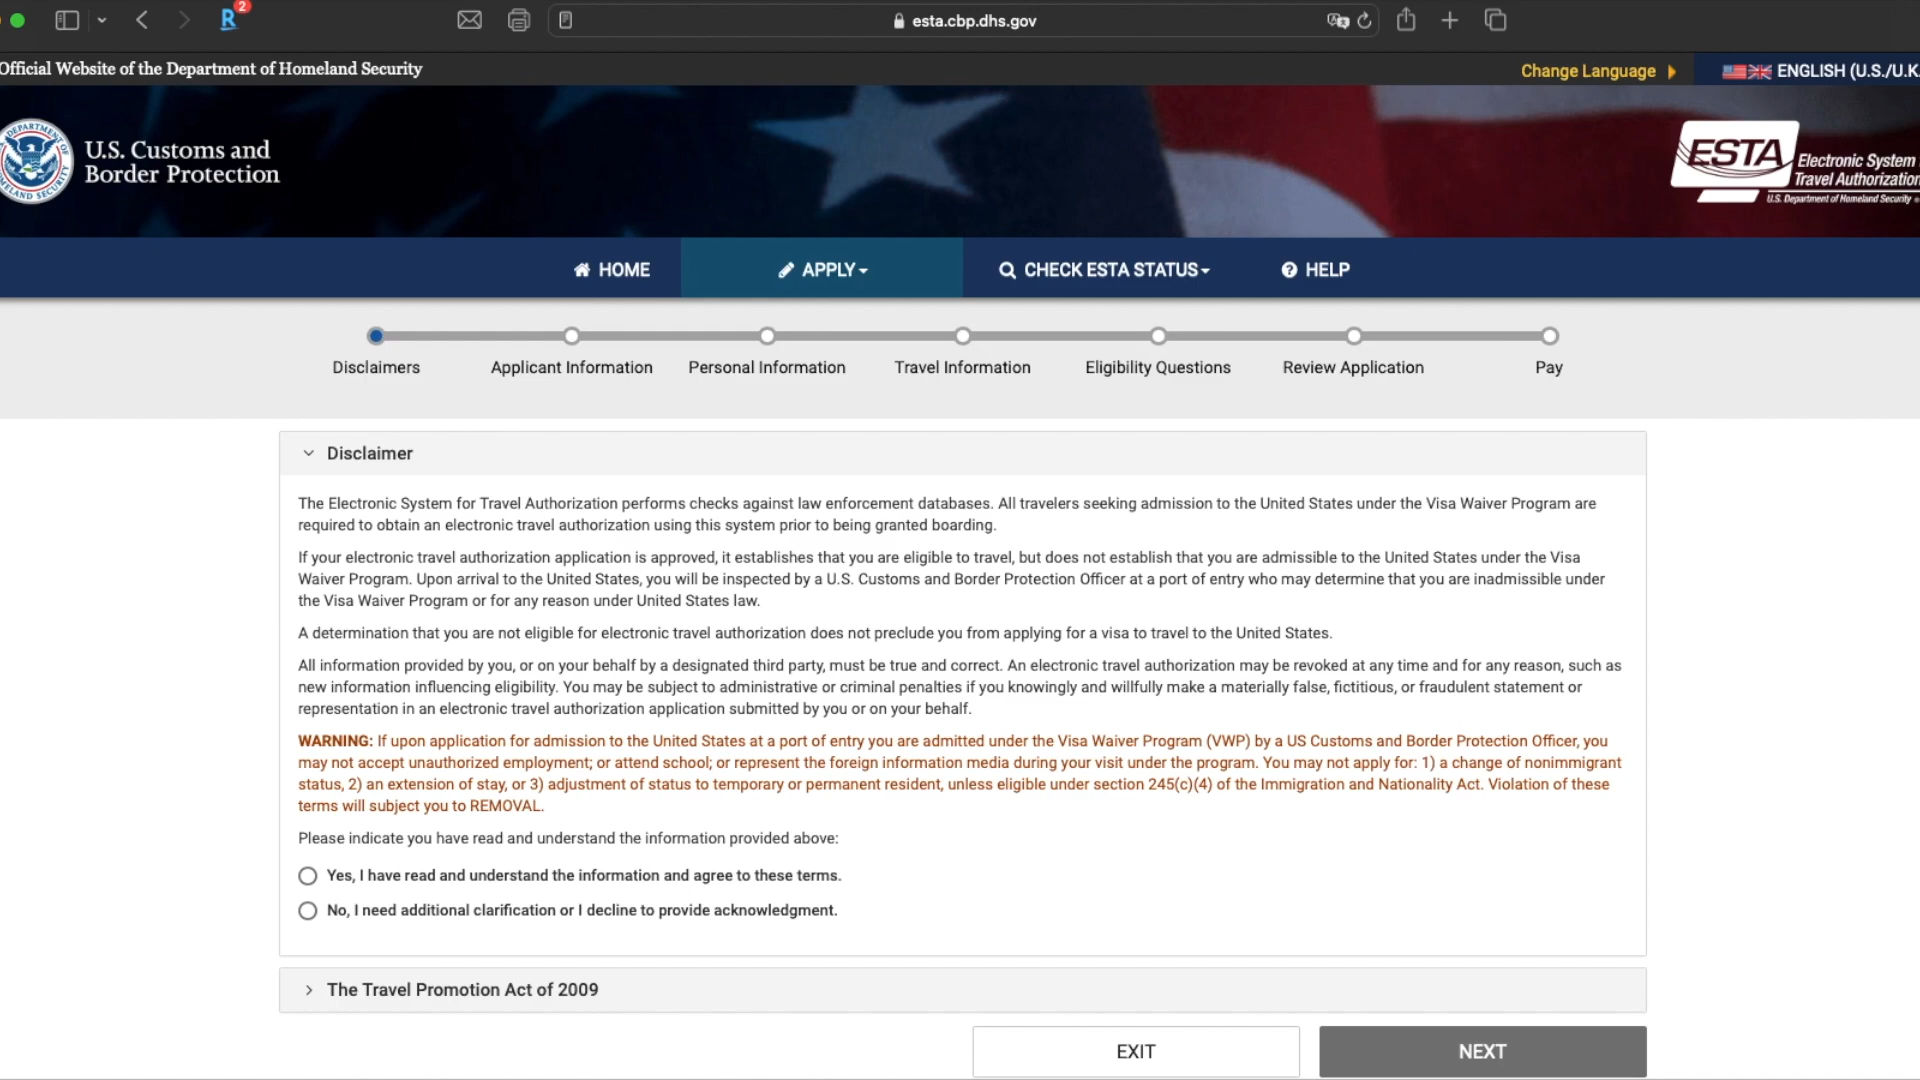 R 2
esta.cbp.dhs.gov
Official Website of the Department of Homeland Security
Change Language
ENGLISH (U.S./U.K.
U.S. Customs and
Border Protection
ESTA
Electronic System
Travel Authorization
U.S. Department of Homeland Security
HOME
APPLY
CHECK ESTA STATUS
HELP
Disclaimers
Applicant Information
Personal Information
Travel Information
Eligibility Questions
Review Application
Pay
Disclaimer
The Electronic System for Travel Authorization performs checks against law enforcement databases. All travelers seeking admission to the United States under the Visa Waiver Program are
required to obtain an electronic travel authorization using this system prior to being granted boarding.
If your electronic travel authorization application is approved, it establishes that you are eligible to travel, but does not establish that you are admissible to the United States under the Visa
Waiver Program. Upon arrival to the United States, you will be inspected by a U.S. Customs and Border Protection Officer at a port of entry who may determine that you are inadmissible under
the Visa Waiver Program or for any reason under United States law.
A determination that you are not eligible for electronic travel authorization does not preclude you from applying for a visa to travel to the United States.
All information provided by you, or on your behalf by a designated third party, must be true and correct. An electronic travel authorization may be revoked at any time and for any reason, such as
new information influencing eligibility. You may be subject to administrative or criminal penalties if you knowingly and willfully make a materially false, fictitious, or fraudulent statement or
representation in an electronic travel authorization application submitted by you or on your behalf.
WARNING: If upon application for admission to the United States at a port of entry you are admitted under the Visa Waiver Program (VWP) by a US Customs and Border Protection Officer, you
may not accept unauthorized employment; or attend school; or represent the foreign information media during your visit under the program. You may not apply for: 1) a change of nonimmigrant
status, 2) an extension of stay, or 3) adjustment of status to temporary or permanent resident, unless eligible under section 245(c)(4) of the Immigration and Nationality Act. Violation of these
terms will subject you to REMOVAL.
Please indicate you have read and understand the information provided above:
Yes, I have read and understand the information and agree to these terms.
No, I need additional clarification or I decline to provide acknowledgment.
The Travel Promotion Act of 2009
EXIT
NEXT